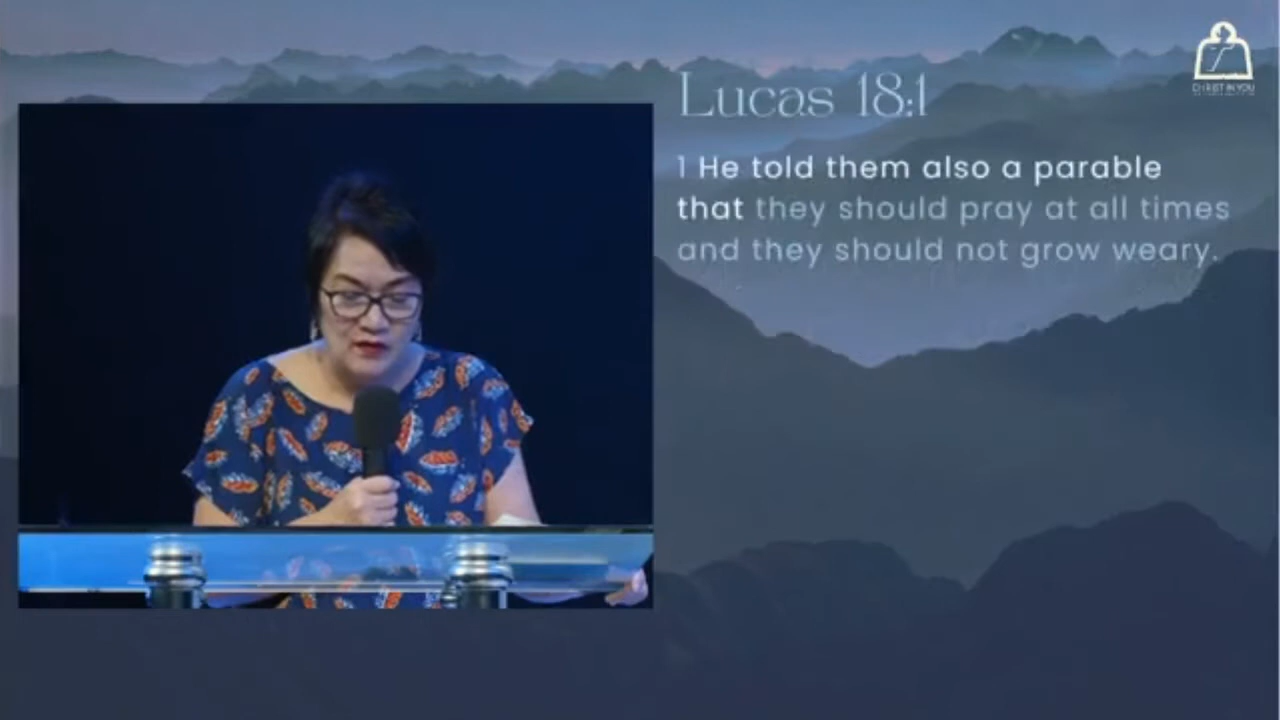 Lucas 18:1
1 He told them also a parable
that they should pray at all times
and they should not grow weary.
CHRIST IN YOU